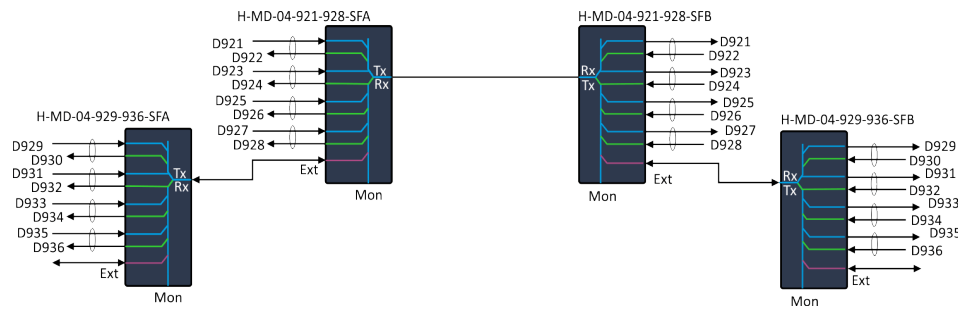 H-MD-04-921-928-SFA
D921
D922
D923
D924
D925
D926
D927
D928
Tx
Rx
Ext
Mon
H-MD-04-921-928-SFB
Rx
Tx
D921
D922
D923
D924
D925
D926
D927
D928
Ext
Mon
H-MD-04-929-936-SFA
D929
D930
D931
D932
D933
D934
D935
D936
Tx
Rx
Ext
Mon
H-MD-04-929-936-SFB
Rx
Tx
D929
D930
D931
D932
D933
D934
D935
D936
Ext
Mon